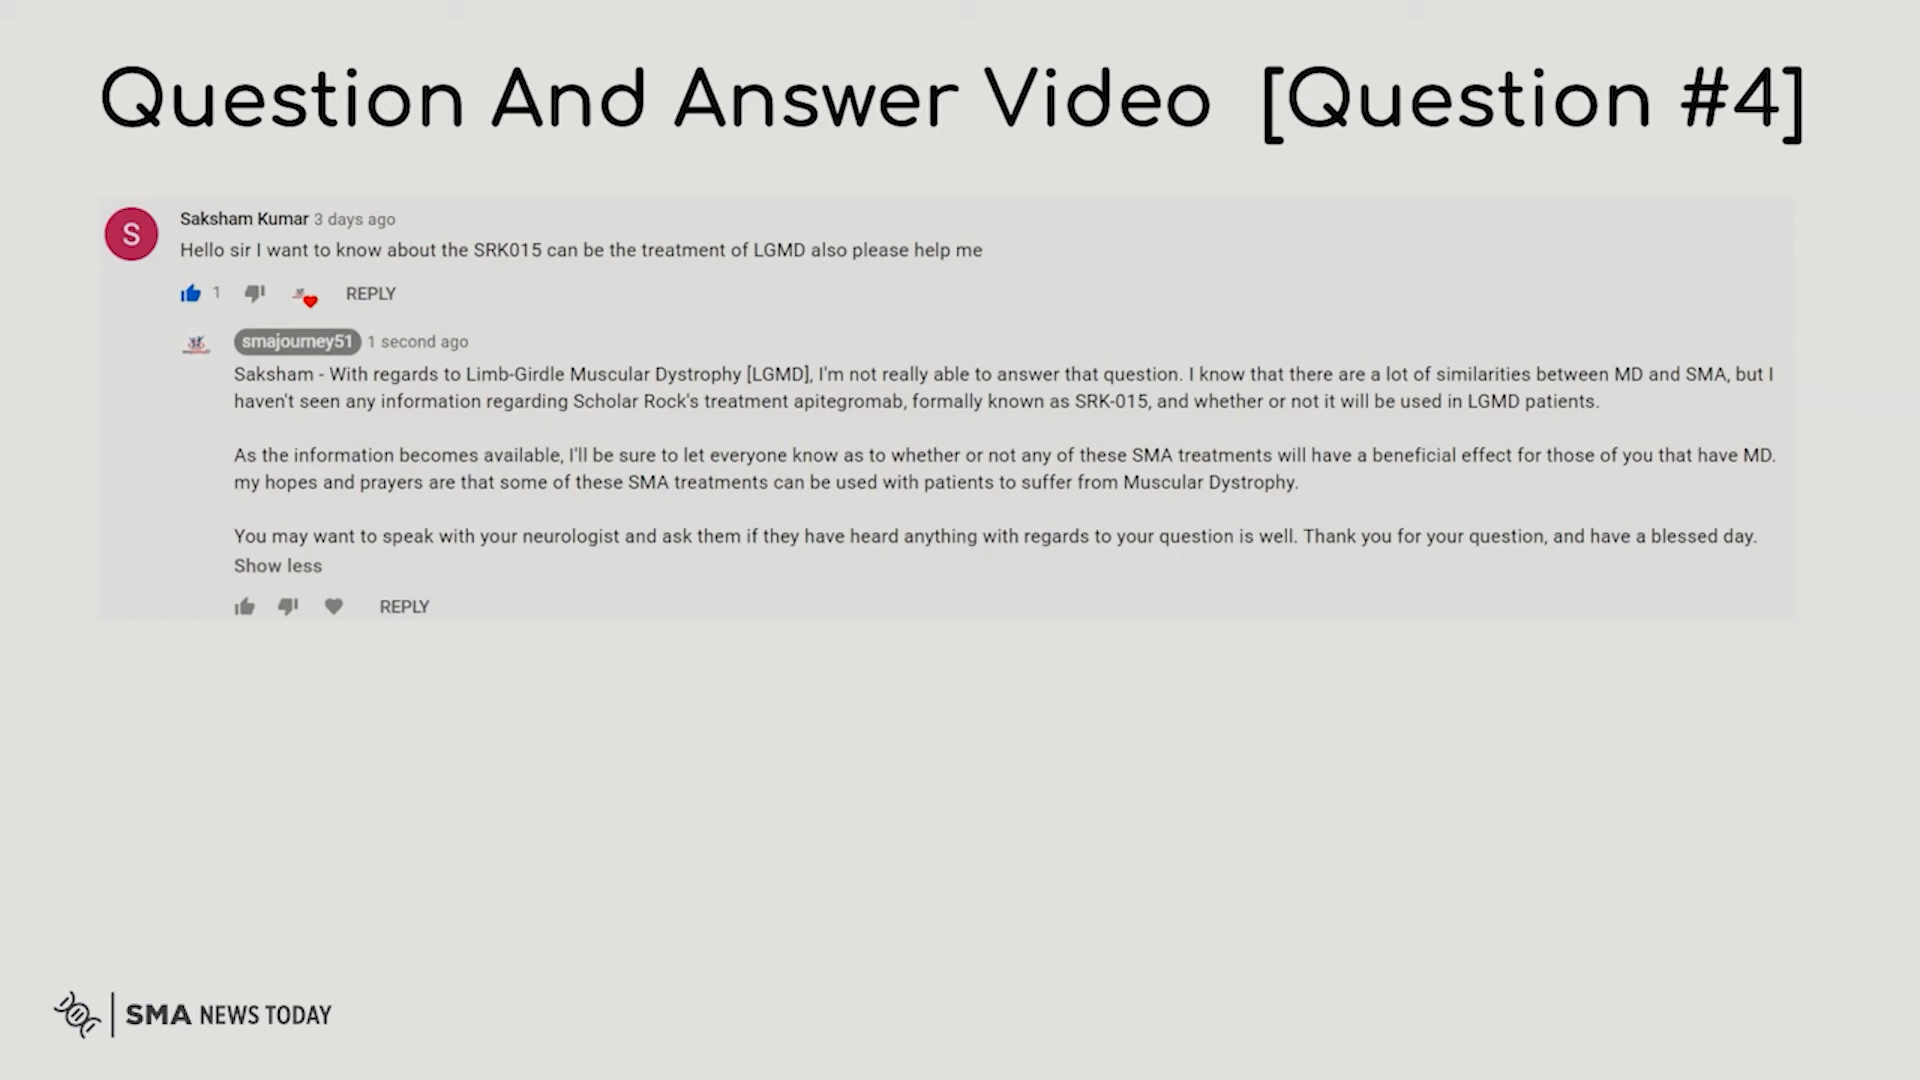 Question And Answer Video [Question #4]
S
Saksham Kumar 3 days ago
Hello sir I want to know about the SRK015 can be the treatment of LGMD also please help me
1 REPLY
smajourney51 1 second ago
Saksham - With regards to Limb-Girdle Muscular Dystrophy [LGMD], I'm not really able to answer that question. I know that there are a lot of similarities between MD and SMA, but I
haven't seen any information regarding Scholar Rock's treatment apitegromab, formally known as SRK-015, and whether or not it will be used in LGMD patients.
As the information becomes available, I'll be sure to let everyone know as to whether or not any of these SMA treatments will have a beneficial effect for those of you that have MD.
my hopes and prayers are that some of these SMA treatments can be used with patients to suffer from Muscular Dystrophy.
You may want to speak with your neurologist and ask them if they have heard anything with regards to your question is well. Thank you for your question, and have a blessed day.
Show less
REPLY
SMA NEWS TODAY